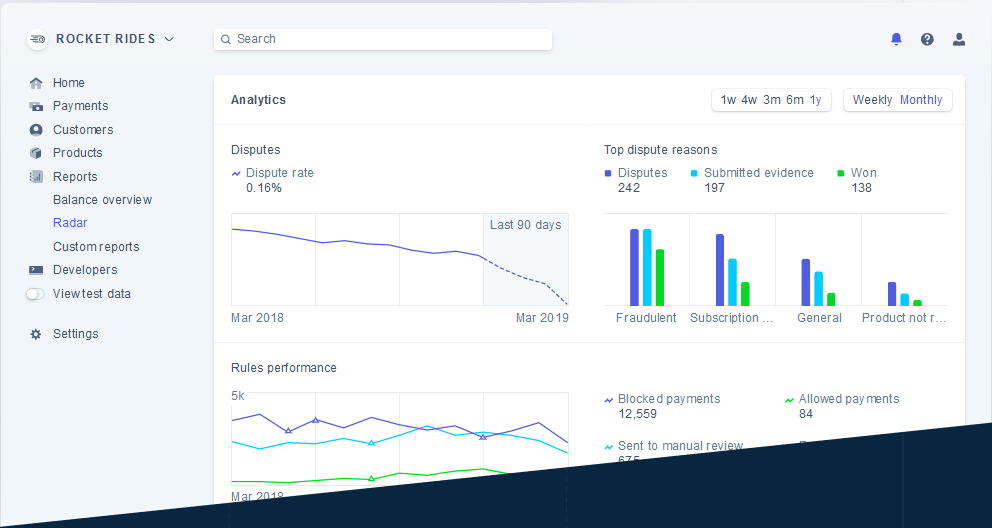 ROCKET RIDES
Search
Home
Payments
Customers
Products
Reports
Balance overview
Radar
Custom reports
Developers
View test data
Settings
Analytics
1w 4w 3m 6m 1y
Weekly Monthly
Disputes
Dispute rate
0.16%
Last 90 days
Mar 2018 Mar 2019
Top dispute reasons
Disputes Submitted evidence Won
242 197 138
Fraudulent Subscription ... General Product not r...
Rules performance
5k
Mar 2018
Blocked payments Allowed payments
12,559 84
Sent to manual review
675